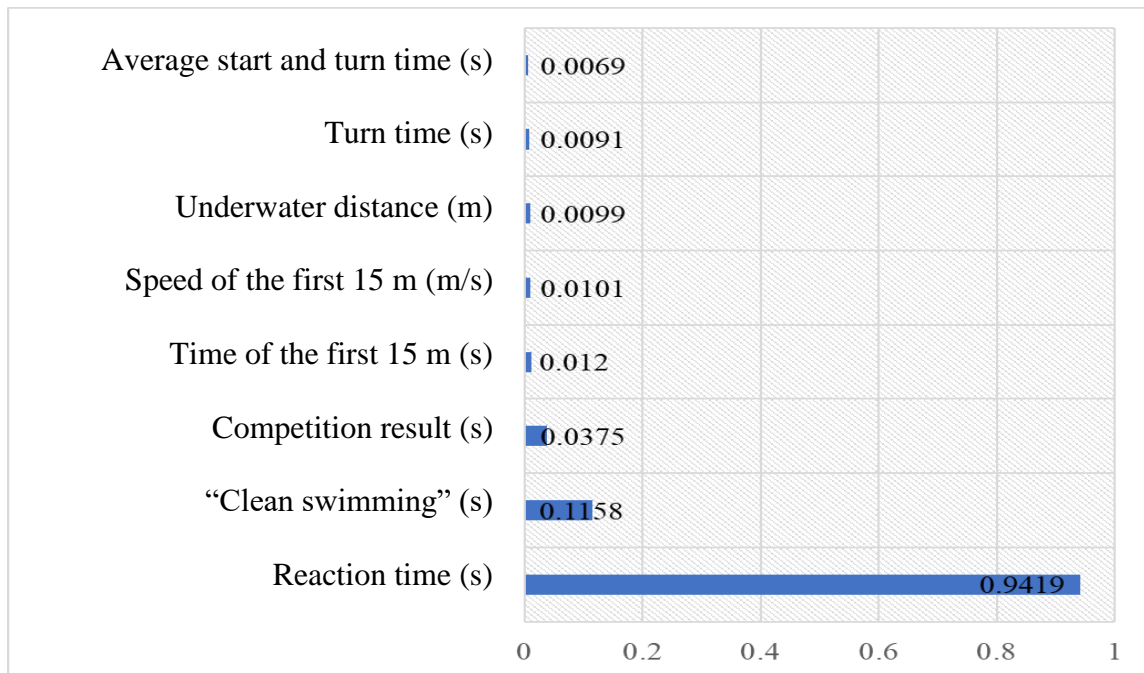 Average start and turn time (s)
0.0069
Turn time (s)
0.0091
Underwater distance (m)
0.0099
Speed of the first 15 m (m/s)
0.0101
Time of the first 15 m (s)
0.012
Competition result (s)
0.0375
“Clean swimming” (s)
0.1158
Reaction time (s)
0.9419
0 0.2 0.4 0.6 0.8 1